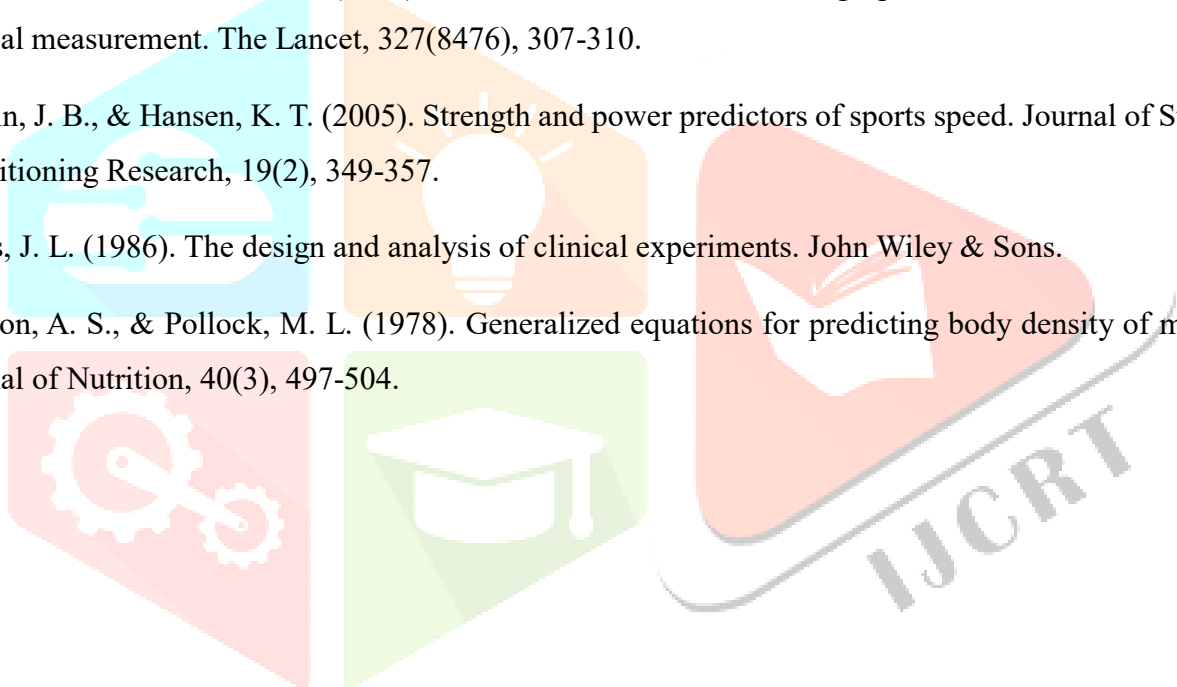 al measurement. The Lancet, 327(8476), 307-310.
n, J. B., & Hansen, K. T. (2005). Strength and power predictors of sports speed. Journal of S
itioning Research, 19(2), 349-357.
, J. L. (1986). The design and analysis of clinical experiments. John Wiley & Sons.
on, A. S., & Pollock, M. L. (1978). Generalized equations for predicting body density of m
al of Nutrition, 40(3), 497-504.
IJCRT